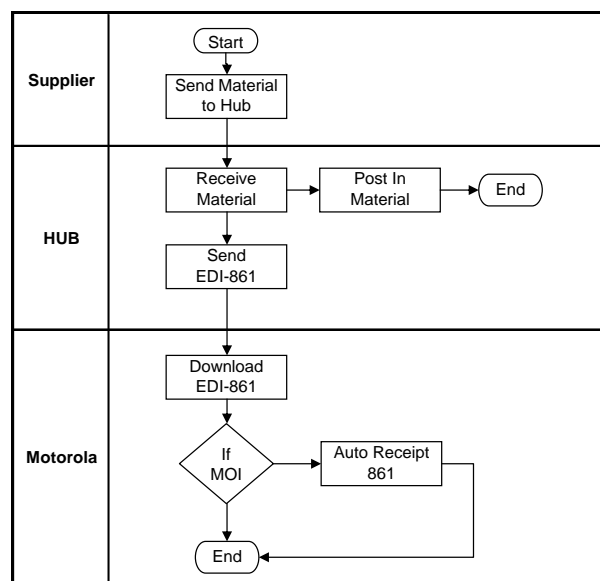 Start
Supplier
Send Material
to Hub
Receive
Material
Post In
Material
End
HUB
Send
EDI-861
Download
EDI-861
Motorola
If
MOI
Auto Receipt
861
End